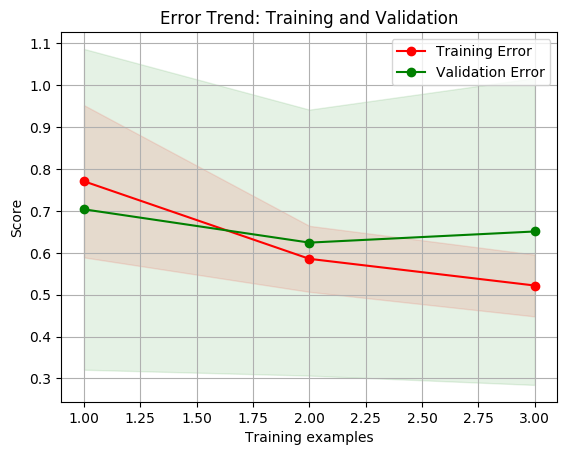 Error Trend: Training and Validation
Training Error
Validation Error
1.1
1.0
0.9
0.8
0.7
0.6
0.5
0.4
0.3
Score
1.00 1.25 1.50 1.75 2.00 2.25 2.50 2.75 3.00
Training examples